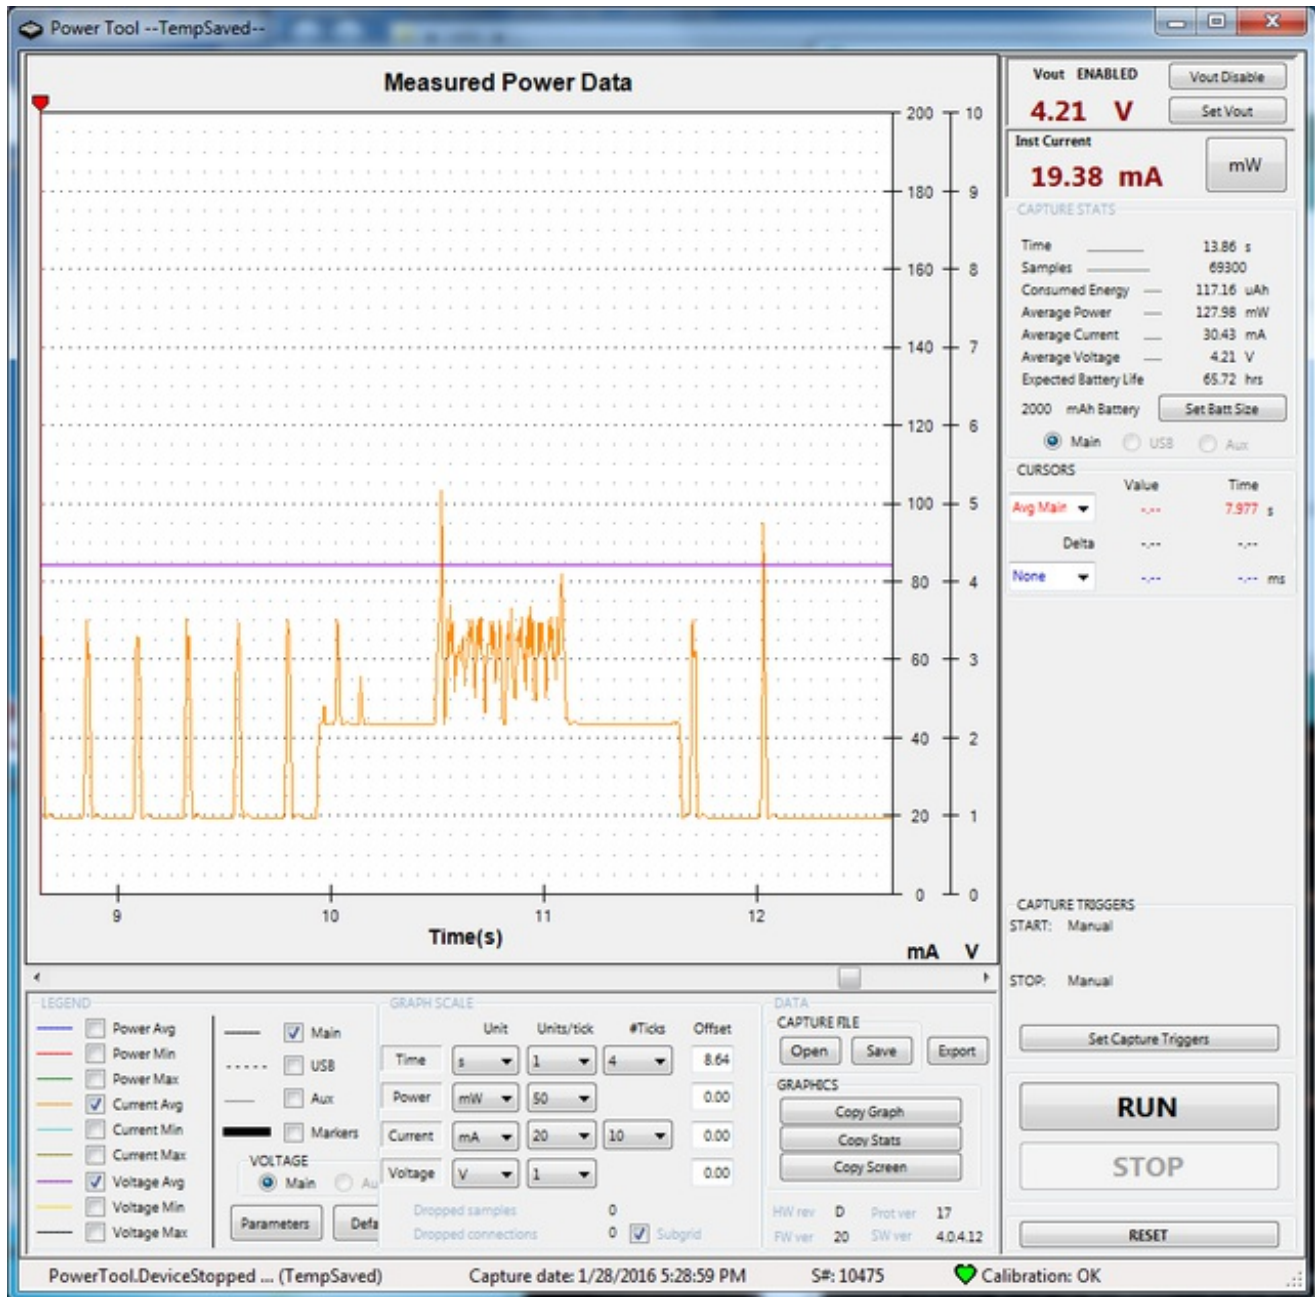 Power Tool --TempSaved--
Measured Power Data
200 10
180 9
160 8
140 7
120 6
100 5
80 4
60 3
40 2
20 1
0 0
9 10 11 12
Time(s)
mA V
Vout ENABLED Vout Disable
4.21 V Set Vout
Inst Current
19.38 mA mW
CAPTURE STATS
Time 13.86 s
Samples 69300
Consumed Energy 117.16 uAh
Average Power 127.98 mW
Average Current 30.43 mA
Average Voltage 4.21 V
Expected Battery Life 65.72 hrs
2000 mAh Battery Set Batt Size
Main USB Aux
CURSORS
Value Time
Avg Main -.-- 7.977 s
Delta -.-- -.--
None -.-- -.-- ms
CAPTURE TRIGGERS
START: Manual
STOP: Manual
Set Capture Triggers
RUN
STOP
RESET
LEGEND
Power Avg
Power Min
Power Max
Current Avg
Current Min
Current Max
Voltage Avg
Voltage Min
Voltage Max
Main
USB
Aux
Markers
VOLTAGE
Main Au
Parameters Defa
GRAPH SCALE
Unit Units/tick #Ticks Offset
Time s 1 4 8.64
Power mW 50 0.00
Current mA 20 10 0.00
Voltage V 1 0.00
Dropped samples 0
Dropped connections 0 Subgrid
DATA
CAPTURE FILE
Open Save Export
GRAPHICS
Copy Graph
Copy Stats
Copy Screen
HW rev D Prot ver 17
FW ver 20 SW ver 4.0.4.12
PowerTool.DeviceStopped ... (TempSaved) Capture date: 1/28/2016 5:28:59 PM S#: 10475 Calibration: OK